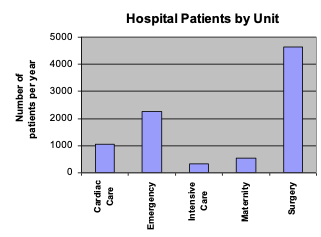 Hospital Patients by Unit
Number of
patients per year
5000
4000
3000
2000
1000
0
Cardiac
Care
Emergency
Intensive
Care
Maternity
Surgery